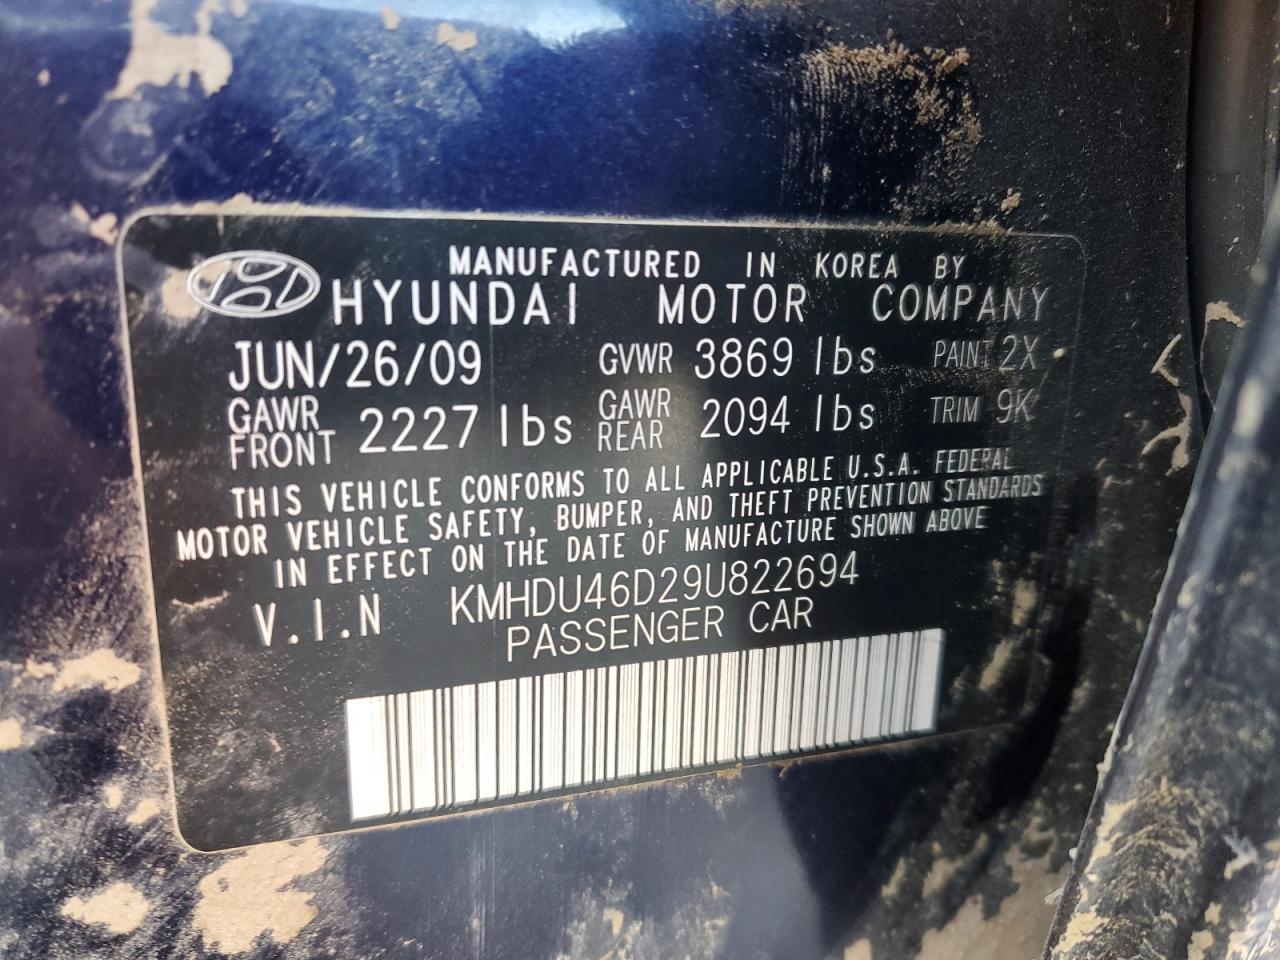 MANUFACTURED IN KOREA BY
HYUNDAI MOTOR COMPANY
JUN/26/09 GVWR 3869 lbs PAINT 2X
GAWR FRONT 2227 lbs GAWR REAR 2094 lbs TRIM 9K
THIS VEHICLE CONFORMS TO ALL APPLICABLE U.S.A. FEDERAL
MOTOR VEHICLE SAFETY, BUMPER, AND THEFT PREVENTION STANDARDS
IN EFFECT ON THE DATE OF MANUFACTURE SHOWN ABOVE
V.I.N KMHDU46D29U822694
PASSENGER CAR